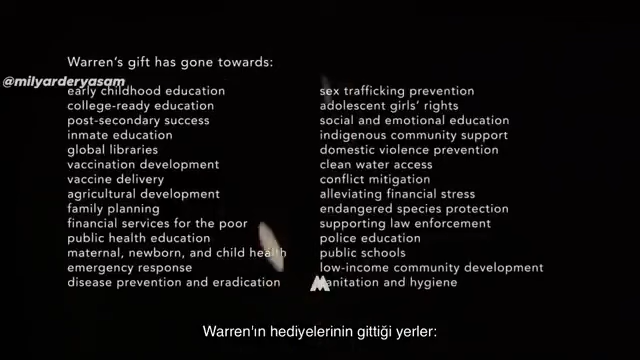 Warren's gift has gone towards:
@milyarderyasam
early childhood education
college-ready education
post-secondary success
inmate education
global libraries
vaccination development
vaccine delivery
agricultural development
family planning
financial services for the poor
public health education
maternal, newborn, and child health
emergency response
disease prevention and eradication
sex trafficking prevention
adolescent girls' rights
social and emotional education
indigenous community support
domestic violence prevention
clean water access
conflict mitigation
alleviating financial stress
endangered species protection
supporting law enforcement
police education
public schools
low-income community development
sanitation and hygiene
Warren'ın hediyelerinin gittiği yerler: